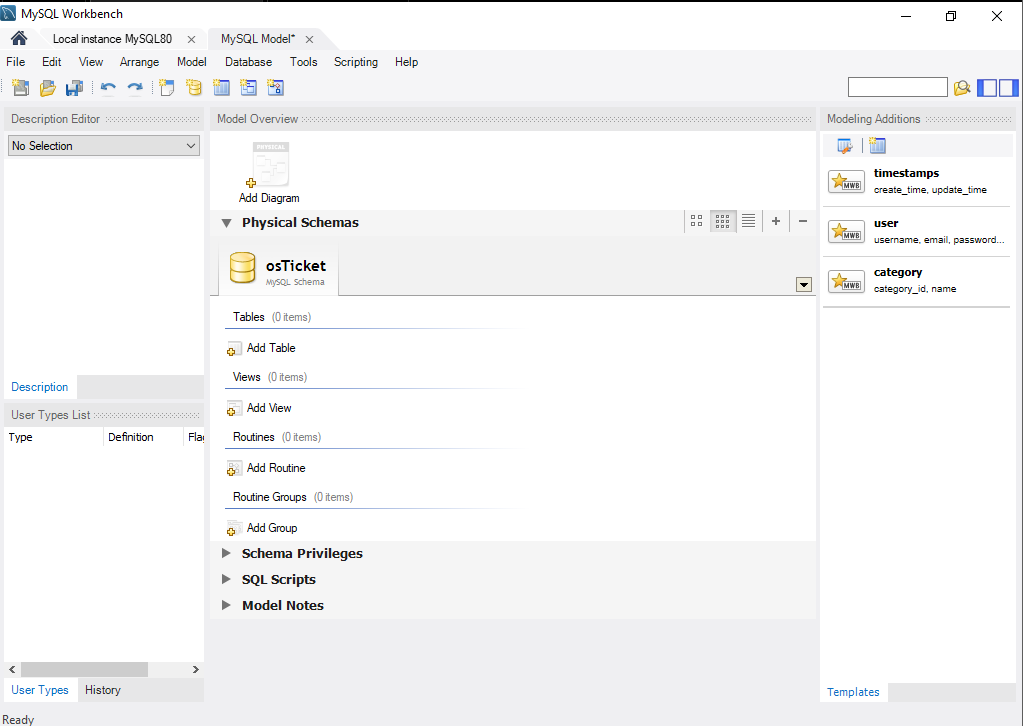 MySQL Workbench
Local instance MySQL80
MySQL Model*
File Edit View Arrange Model Database Tools Scripting Help
Description Editor
No Selection
Description
User Types List
Type Definition Flag
User Types History
Model Overview
PHYSICAL
Add Diagram
Physical Schemas
osTicket
MySQL Schema
Tables (0 items)
Add Table
Views (0 items)
Add View
Routines (0 items)
Add Routine
Routine Groups (0 items)
Add Group
Schema Privileges
SQL Scripts
Model Notes
Modeling Additions
MWB
timestamps
create_time, update_time
MWB
user
username, email, password...
MWB
category
category_id, name
Templates
Ready